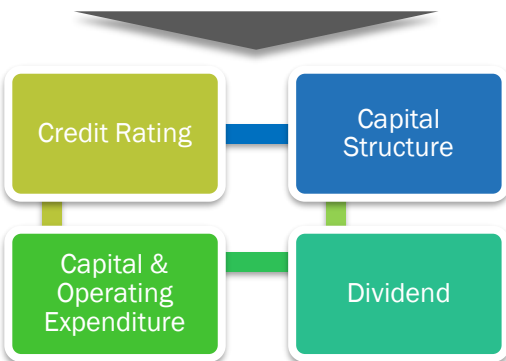 Credit Rating
Capital
Structure
Capital &
Operating
Expenditure
Dividend